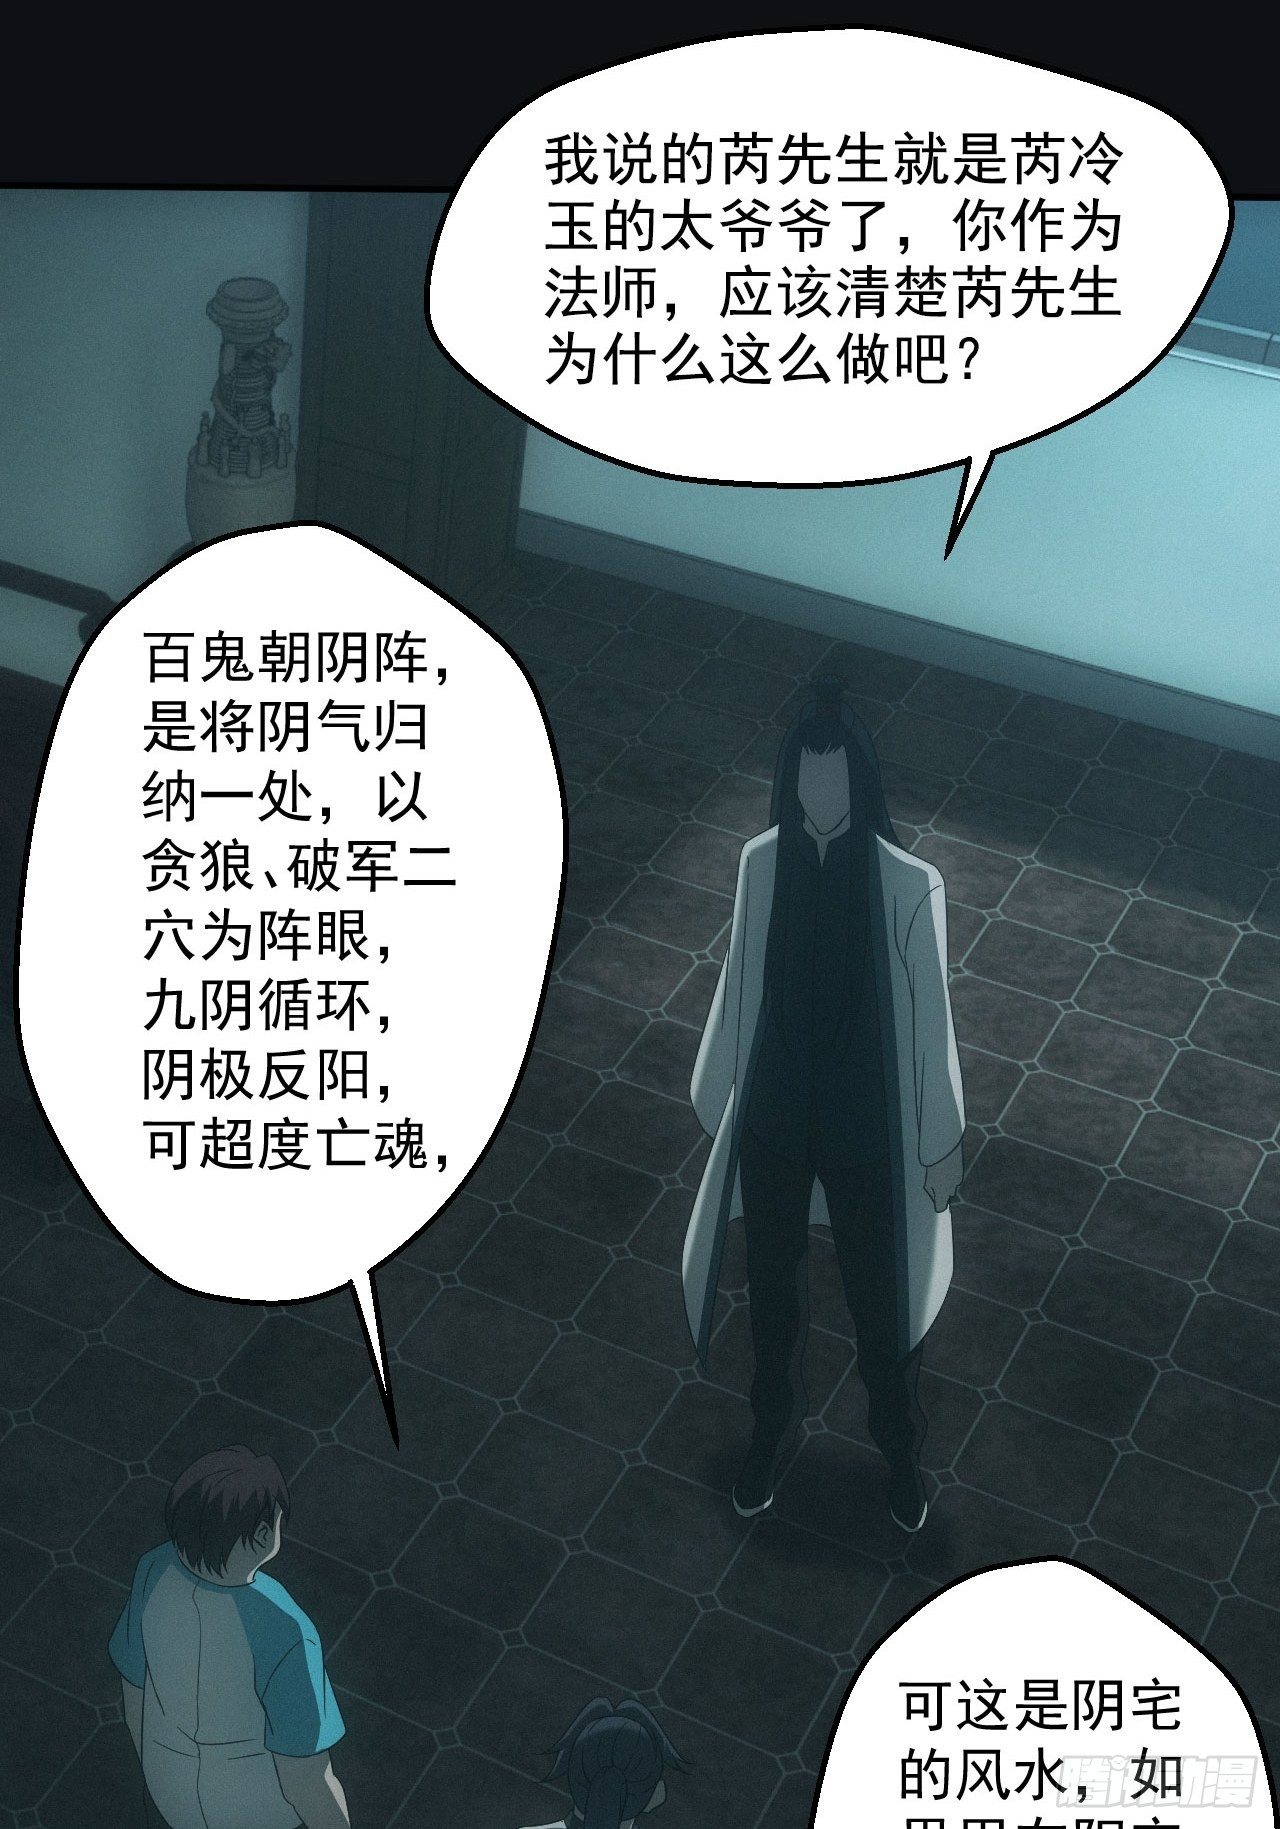 我说的芮先生就是芮冷
玉的太爷爷了，你作为
法师，应该清楚芮先生
为什么这么做吧？
百鬼朝阴阵，
是将阴气归
纳一处，以
贪狼、破军二
穴为阵眼，
九阴循环，
阴极反阳，
可超度亡魂，
可这是阴宅
的风水，如
腾讯动漫